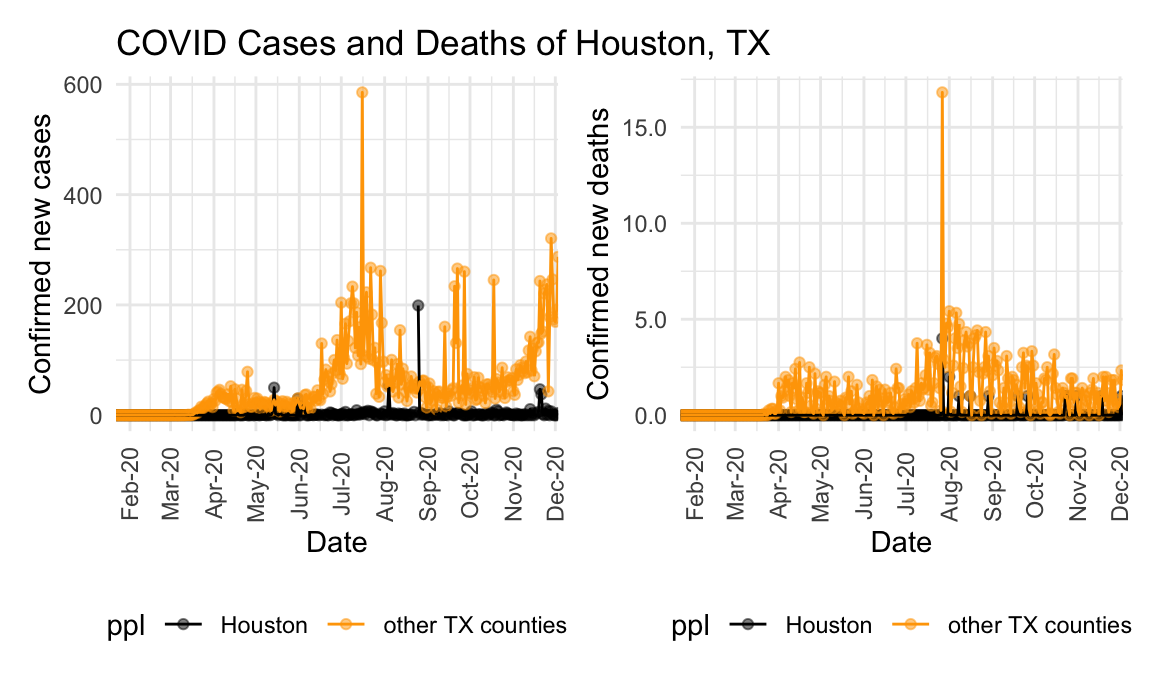 COVID Cases and Deaths of Houston, TX
Confirmed new cases
600
400
200
0
Feb-20
Mar-20
Apr-20
May-20
Jun-20
Jul-20
Aug-20
Sep-20
Oct-20
Nov-20
Dec-20
Date
ppl Houston other TX counties
Confirmed new deaths
15.0
10.0
5.0
0.0
Feb-20
Mar-20
Apr-20
May-20
Jun-20
Jul-20
Aug-20
Sep-20
Oct-20
Nov-20
Dec-20
Date
ppl Houston other TX counties